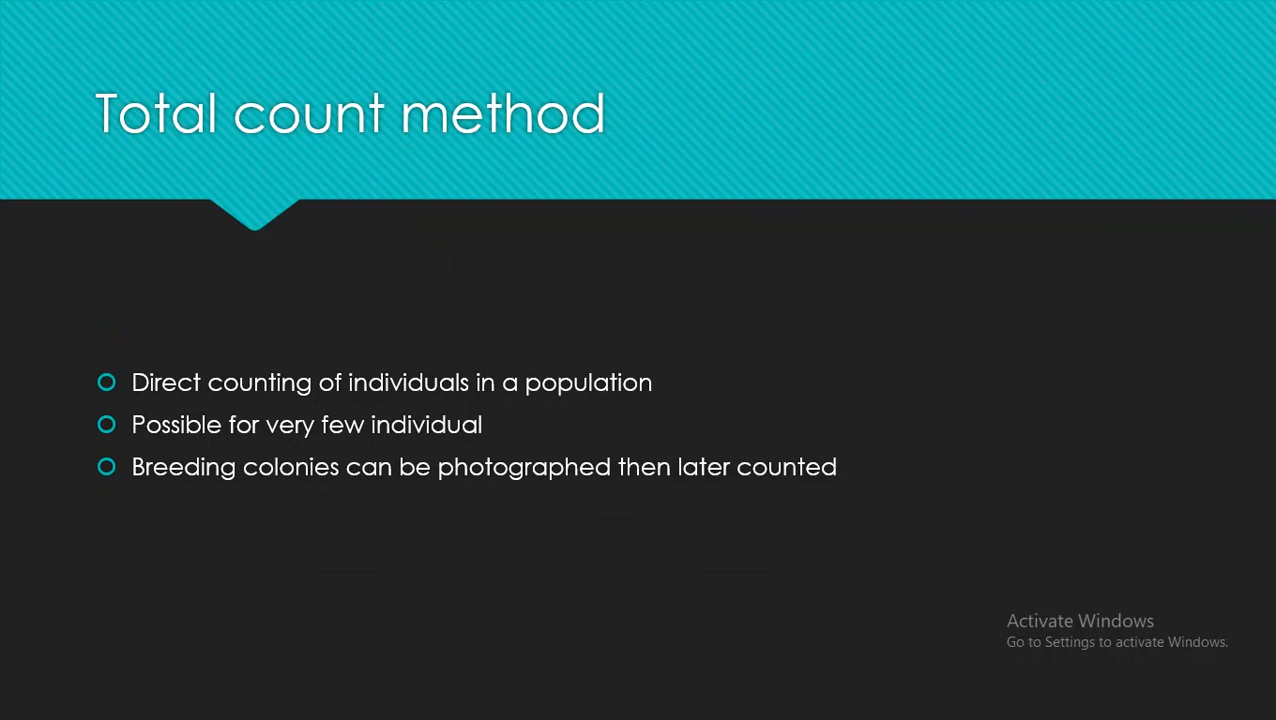 Total count method
Direct counting of individuals in a population
Possible for very few individual
Breeding colonies can be photographed then later counted
Activate Windows
Go to Settings to activate Windows.